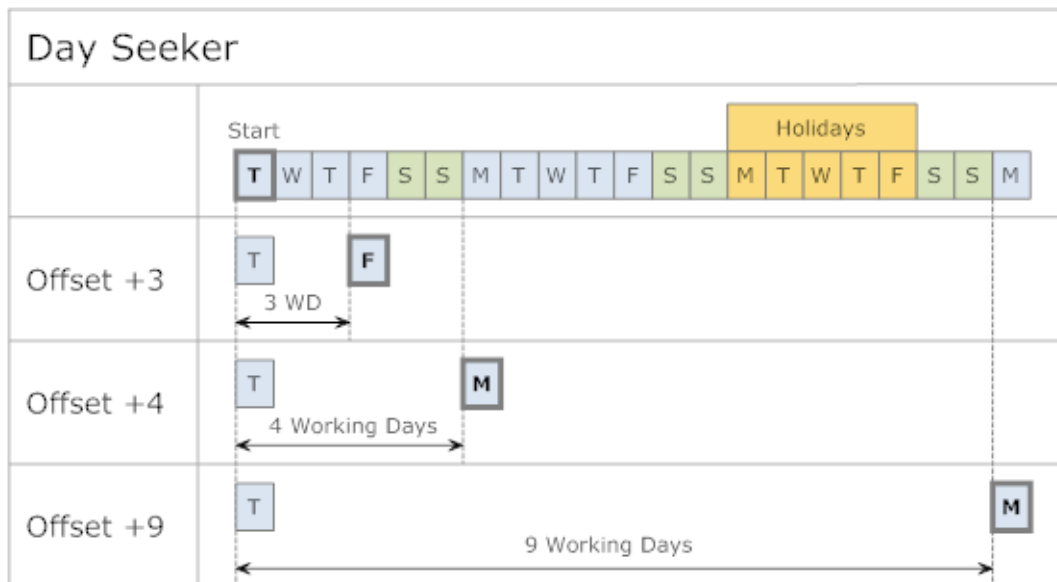 Day Seeker
Start
Holidays
T W T F S S M T W T F S S M T W T F S S M
Offset +3
T F
3 WD
Offset +4
T M
4 Working Days
Offset +9
T M
9 Working Days